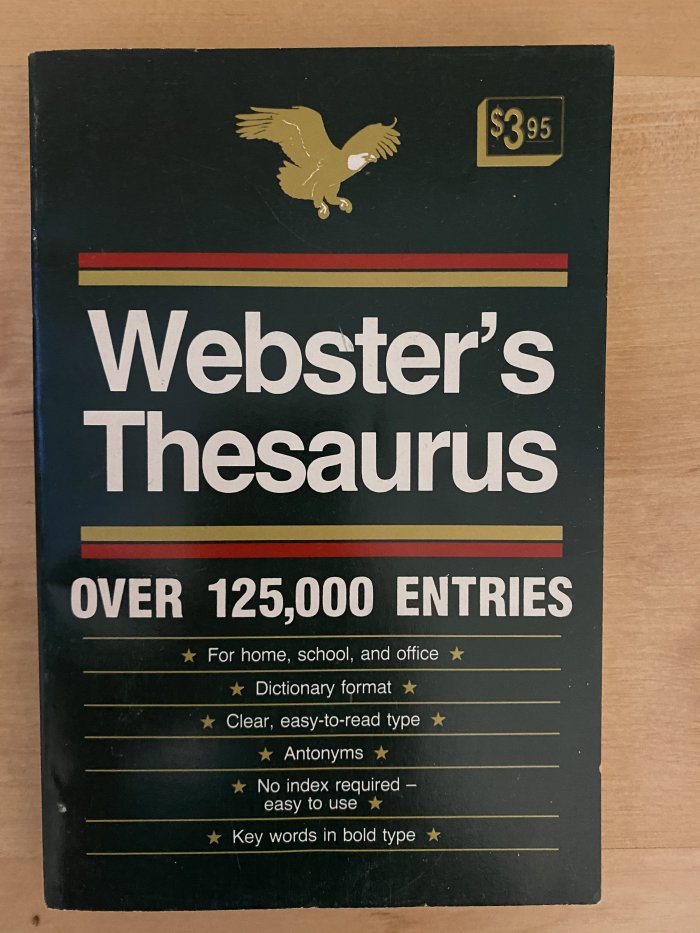 $3 95
Webster's
Thesaurus
OVER 125,000 ENTRIES
★ For home, school, and office ★
★ Dictionary format ★
★ Clear, easy-to-read type ★
★ Antonyms ★
★ No index required –
easy to use ★
★ Key words in bold type ★